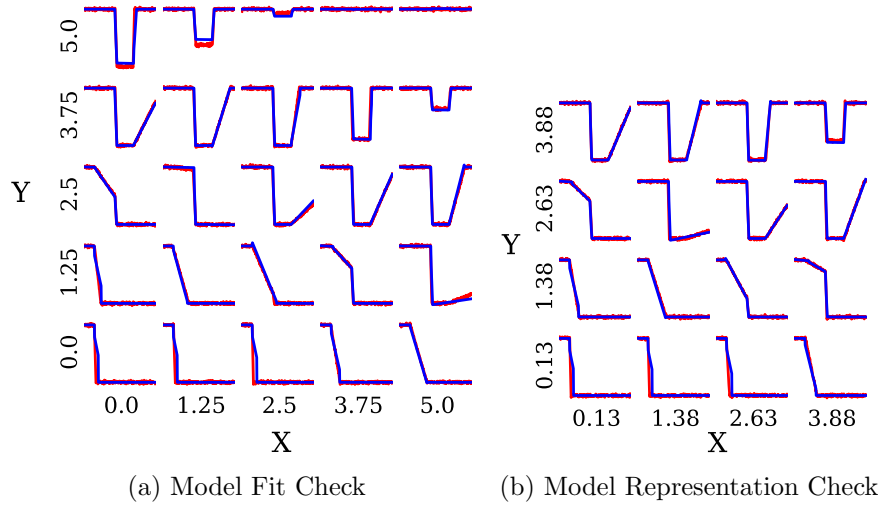 5.0
3.75
2.5
1.25
0.0
Y
0.0 1.25 2.5 3.75 5.0
X
(a) Model Fit Check
3.88
2.63
1.38
0.13
Y
0.13 1.38 2.63 3.88
X
(b) Model Representation Check